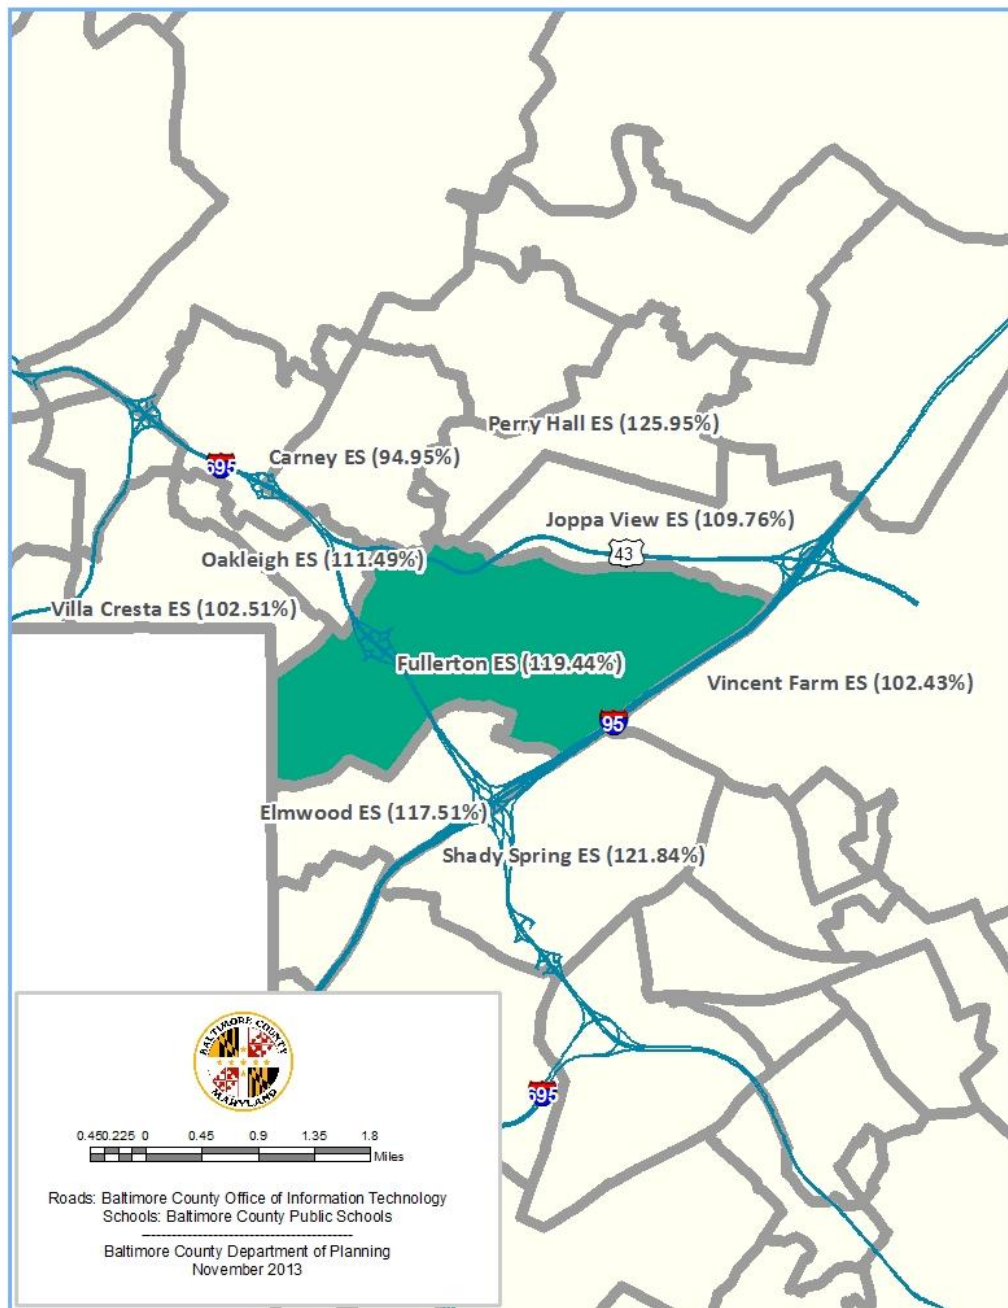 Perry Hall ES (125.95%)
Carney ES (94.95%)
695
Joppa View ES (109.76%)
Oakleigh ES (111.49%)
43
Villa Cresta ES (102.51%)
Fullerton ES (119.44%)
Vincent Farm ES (102.43%)
95
Elmwood ES (117.51%)
Shady Spring ES (121.84%)
BALTIMORE COUNTY
MARYLAND
695
0.450.225 0 0.45 0.9 1.35 1.8
Miles
Roads: Baltimore County Office of Information Technology
Schools: Baltimore County Public Schools
Baltimore County Department of Planning
November 2013